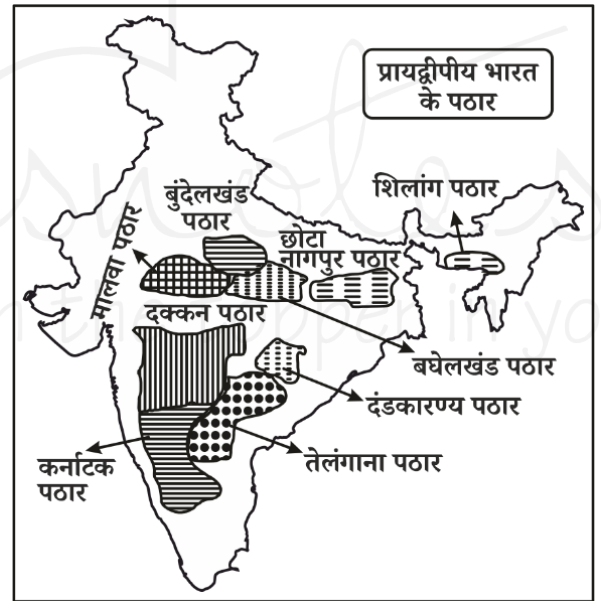 प्रायद्वीपीय भारत
के पठार
शिलांग पठार
बुंदेलखंड
पठार
छोटा
नागपुर पठार
मालवा पठार
दक्कन पठार
बघेलखंड पठार
दंडकारण्य पठार
तेलंगाना पठार
कर्नाटक
पठार